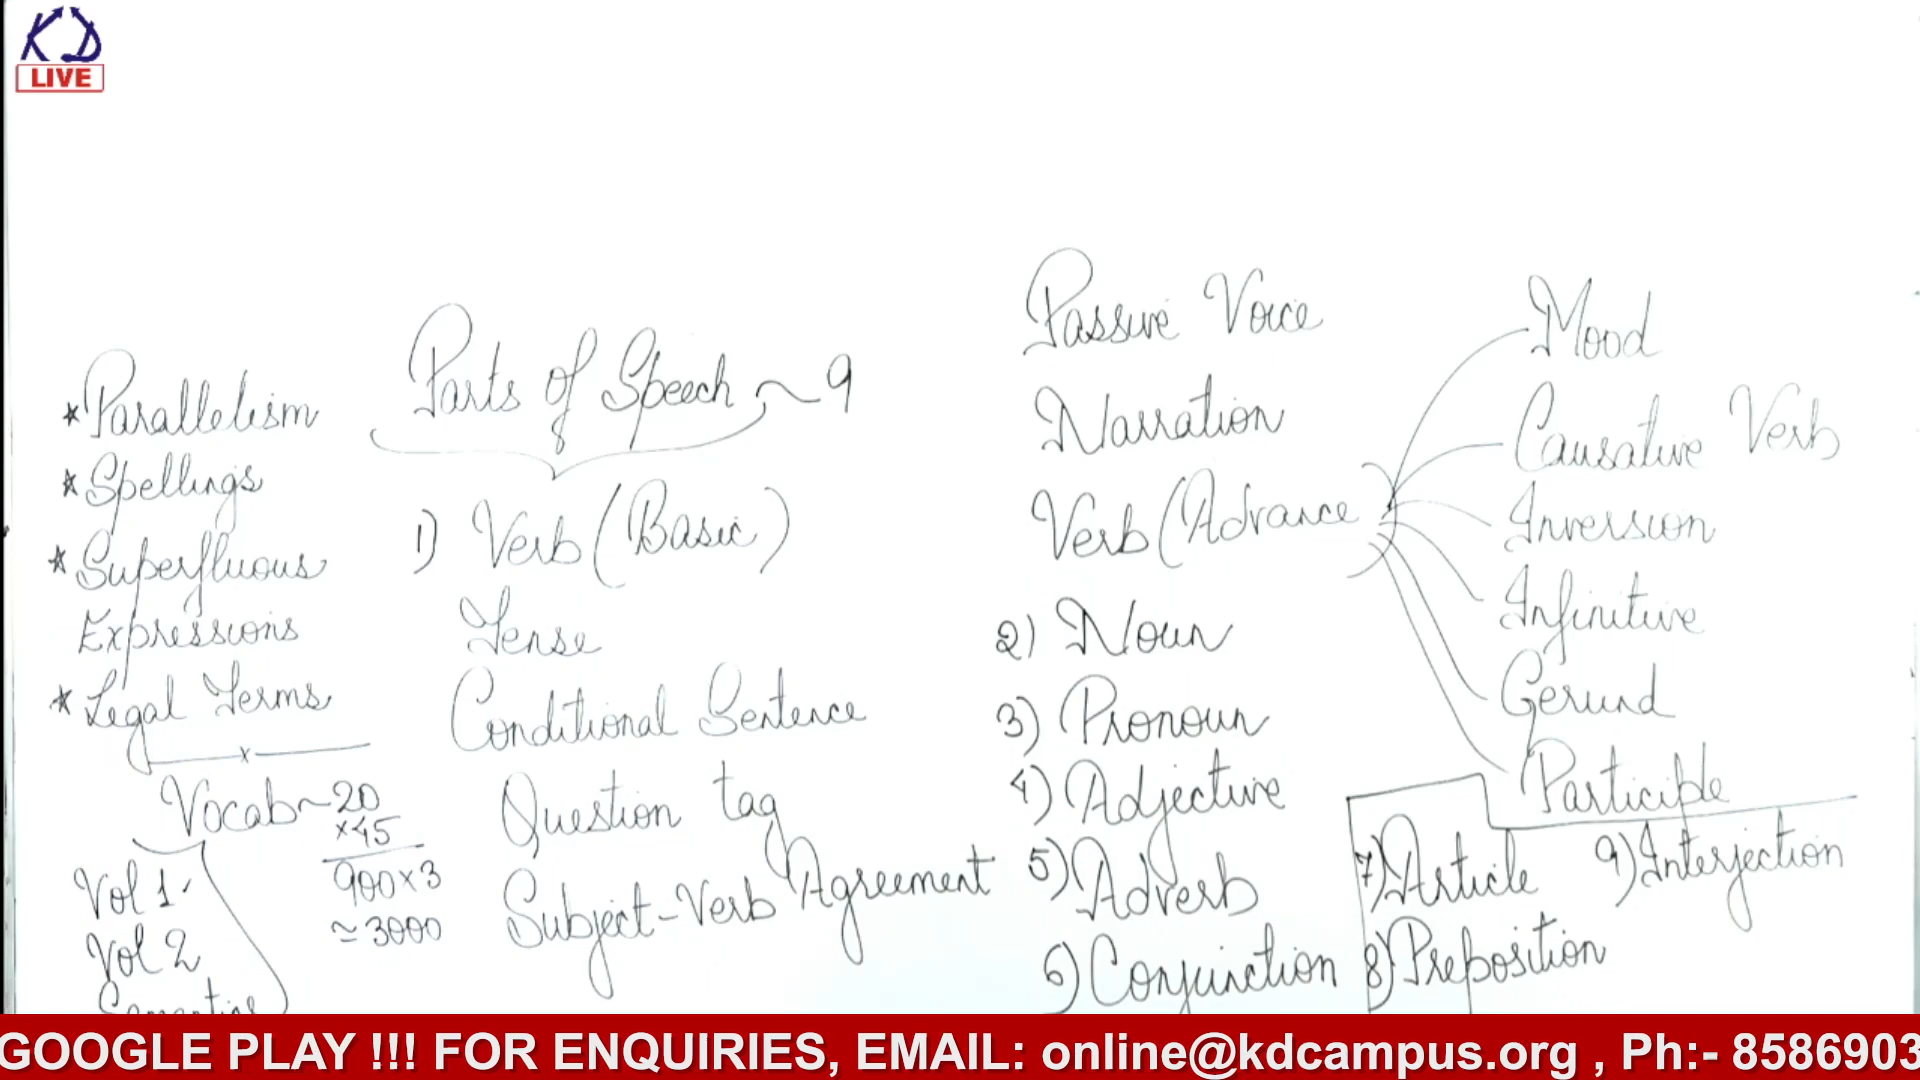 KD
LIVE
* Parallelism
* Spellings
* Superfluous
Expressions
* Legal Terms
x
Vocab ~ 20
×45
900×3
≃3000
Vol 1.
Vol 2
Parts of Speech ~ 9
8
1) Verb (Basic)
Tense
Conditional Sentence
Question tag
Subject-Verb Agreement
Passive Voice
Narration
Verb (Advance)
Mood
Causative Verb
Inversion
Infinitive
Gerund
Participle
2) Noun
3) Pronoun
4) Adjective
5) Adverb
6) Conjunction
7) Article
8) Preposition
9) Interjection
GOOGLE PLAY !!! FOR ENQUIRIES, EMAIL: online@kdcampus.org , Ph:- 8586903